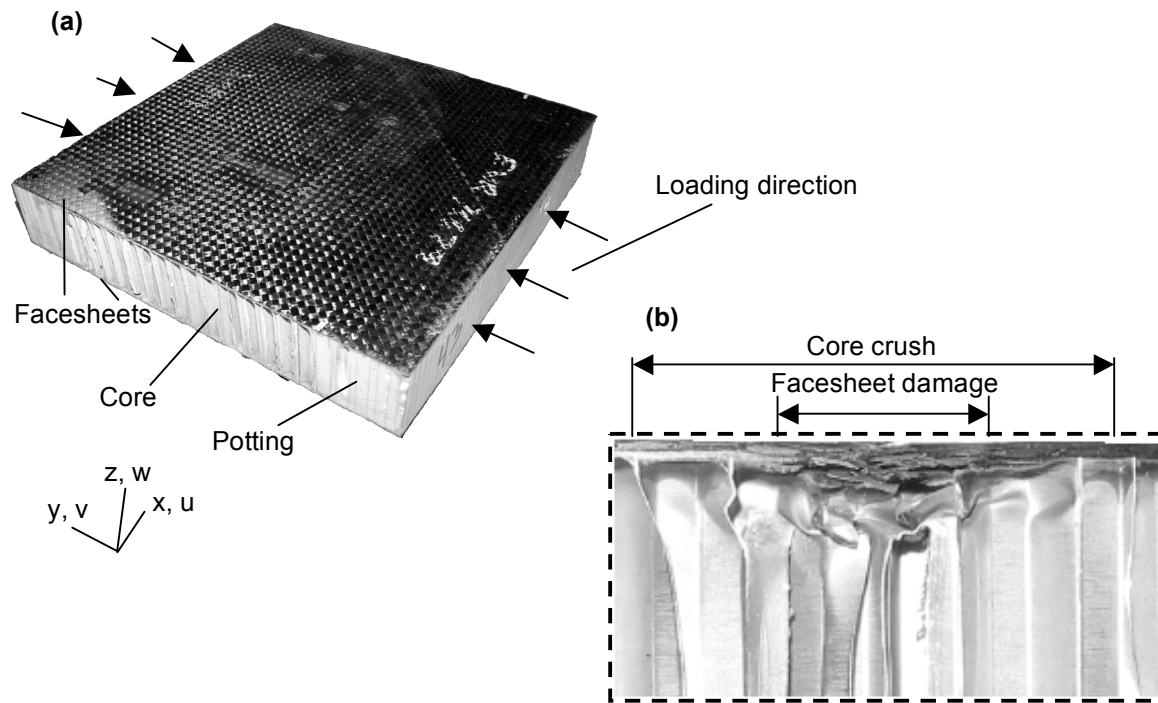 (a)
Loading direction
Facesheets
Core
Potting
z, w
y, v
x, u
(b)
Core crush
Facesheet damage